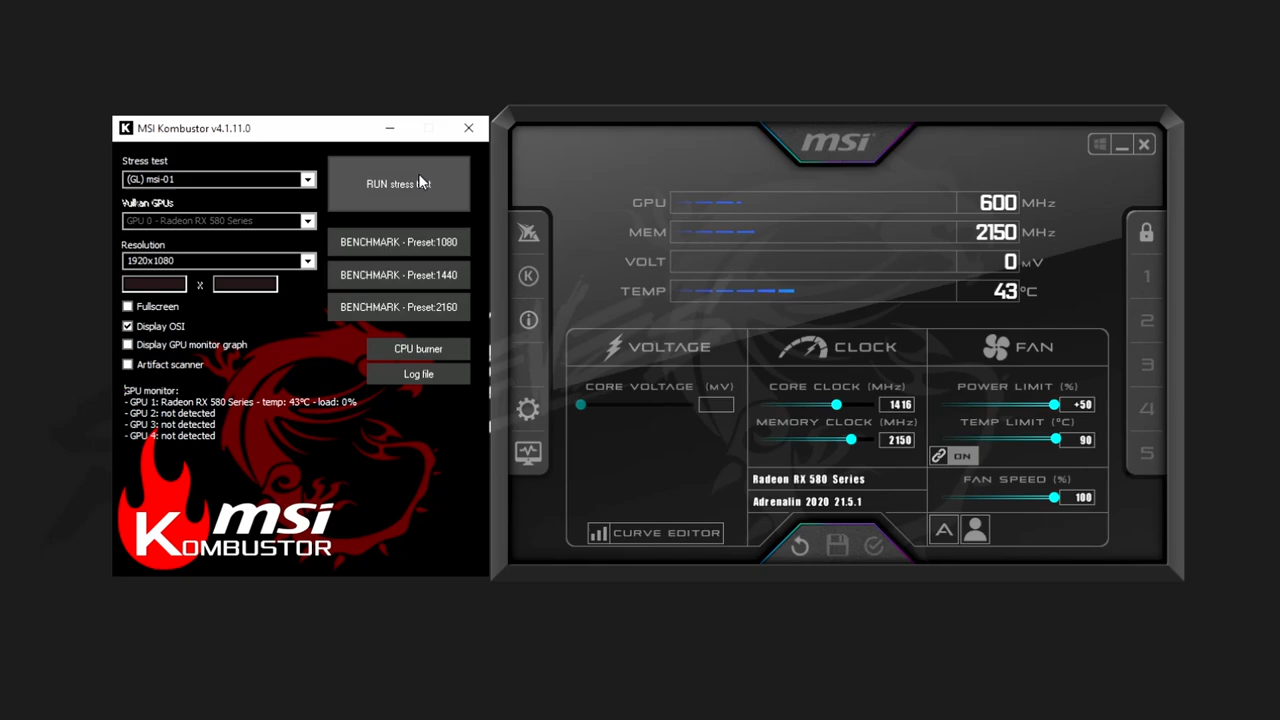 K MSI Kombustor v4.1.11.0
Stress test
(GL) msi-01
Vulkan GPUs
GPU 0 - Radeon RX 580 Series
Resolution
1920x1080
x
Fullscreen
Display OSI
Display GPU monitor graph
Artifact scanner
RUN stress test
BENCHMARK - Preset:1080
BENCHMARK - Preset:1440
BENCHMARK - Preset:2160
CPU burner
Log file
GPU monitor:
- GPU 1: Radeon RX 580 Series - temp: 43°C - load: 0%
- GPU 2: not detected
- GPU 3: not detected
- GPU 4: not detected
msi
KOMBUSTOR
msi
GPU 600 MHz
MEM 2150 MHz
VOLT 0 MV
TEMP 43 °C
K
i
1
2
3
4
5
VOLTAGE
CORE VOLTAGE (MV)
CURVE EDITOR
CLOCK
CORE CLOCK (MHz)
1416
MEMORY CLOCK (MHz)
2150
Radeon RX 580 Series
Adrenalin 2020 21.5.1
FAN
POWER LIMIT (%)
+50
TEMP LIMIT (°C)
90
ON
FAN SPEED (%)
100
A